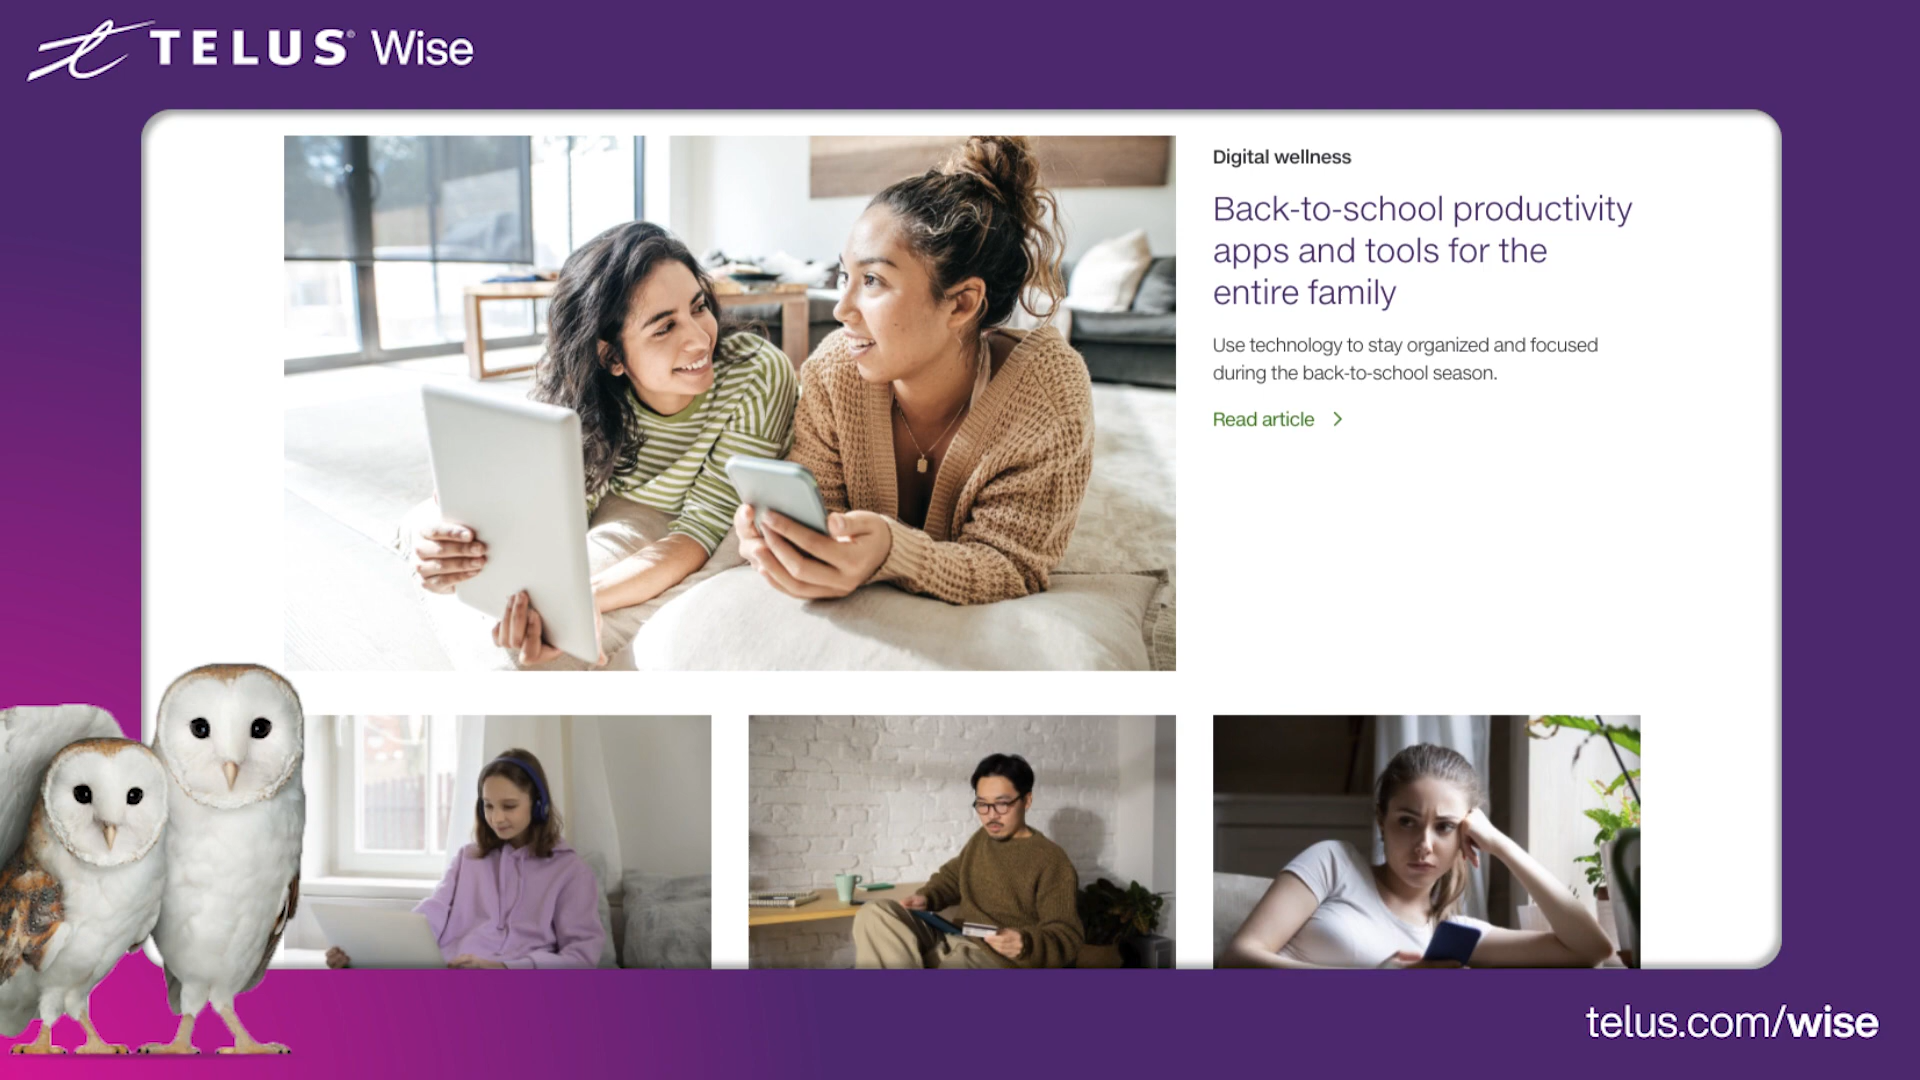 TELUS® Wise
Digital wellness
Back-to-school productivity
apps and tools for the
entire family
Use technology to stay organized and focused
during the back-to-school season.
Read article
telus.com/wise